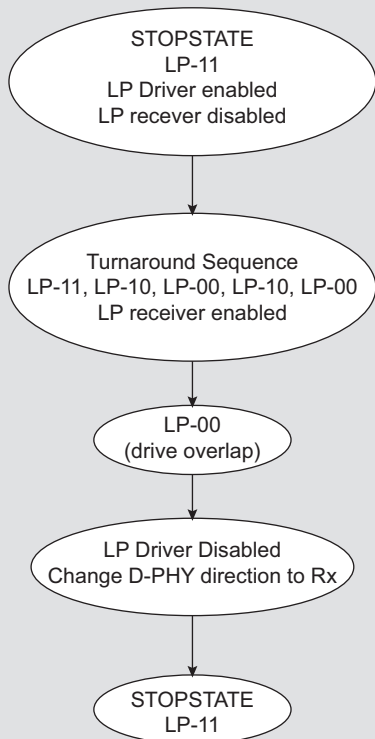 STOPSTATE
LP-11
LP Driver enabled
LP recever disabled
Turnaround Sequence
LP-11, LP-10, LP-00, LP-10, LP-00
LP receiver enabled
LP-00
(drive overlap)
LP Driver Disabled
Change D-PHY direction to Rx
STOPSTATE
LP-11